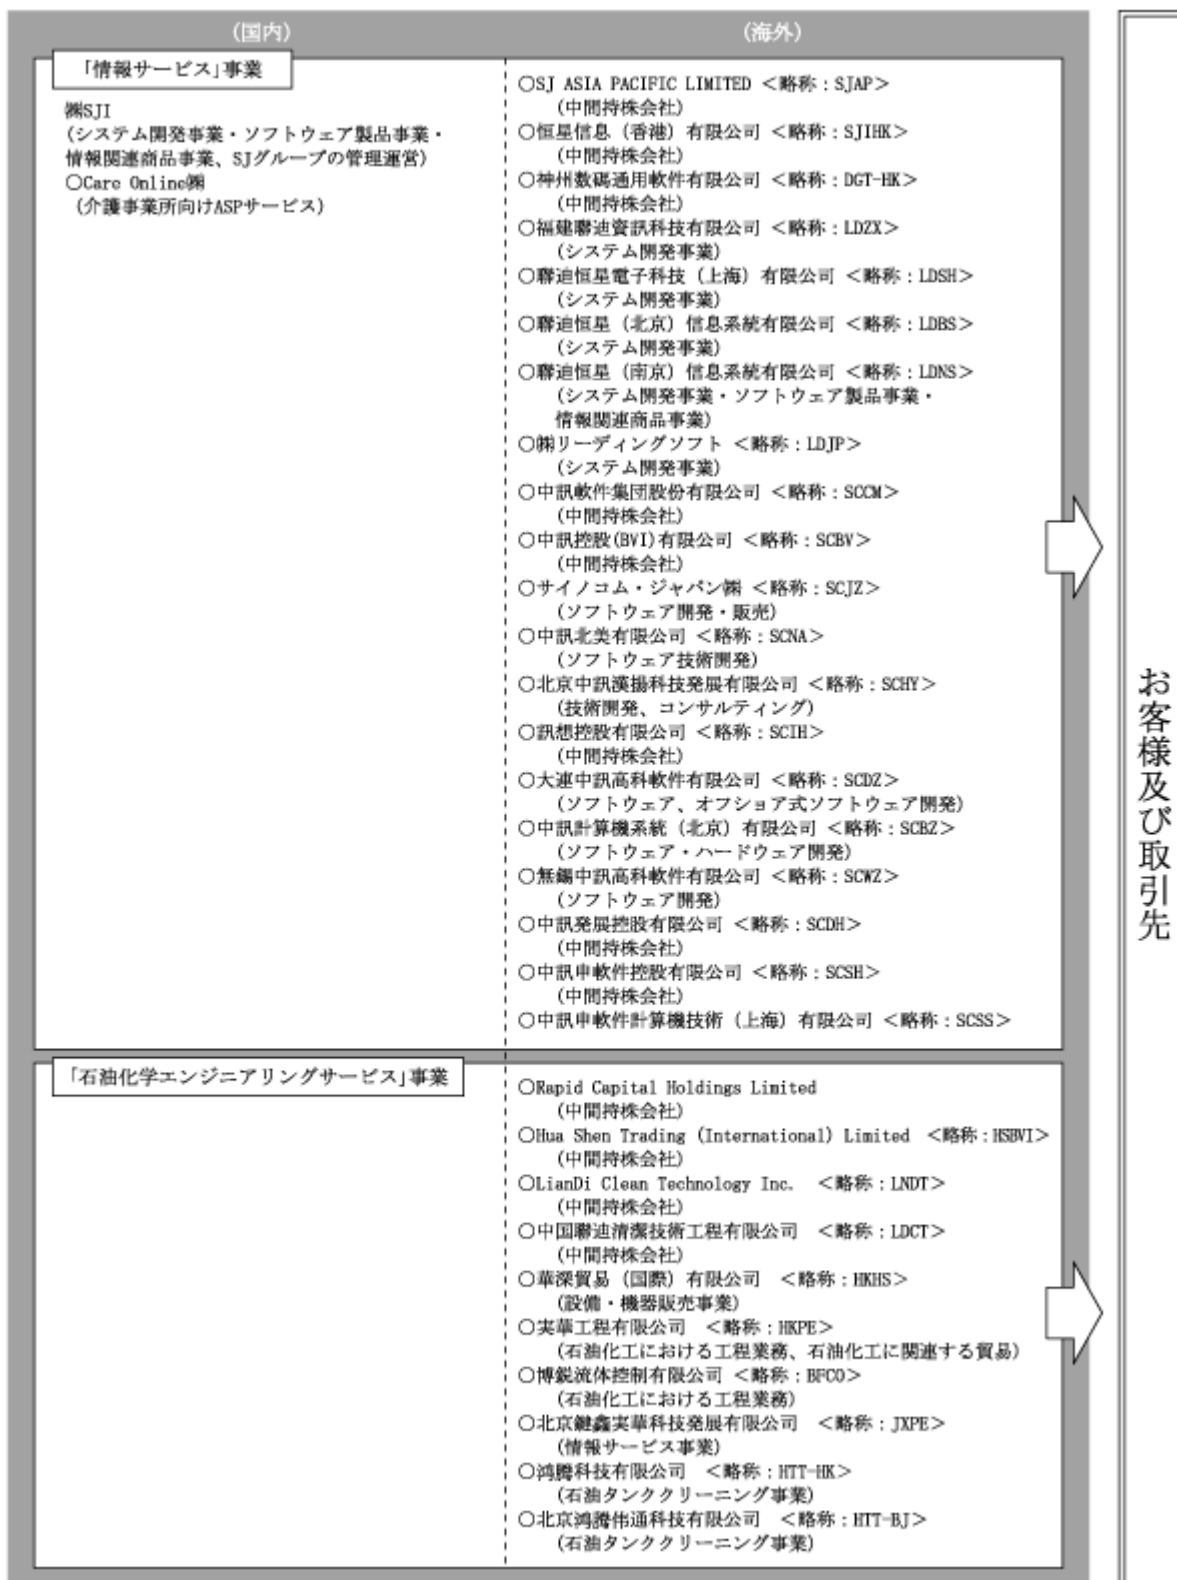 (国内)
(海外)
「情報サービス」事業
㈱SJI
(システム開発事業・ソフトウェア製品事業・
情報関連商品事業、SJグループの管理運営)
○Care Online㈱
(介護事業所向けASPサービス)
○SJ ASIA PACIFIC LIMITED <略称:SJAP>
(中間持株会社)
○恒星信息(香港)有限公司 <略称:SJIHK>
(中間持株会社)
○神州数碼通用軟件有限公司 <略称:DGT-HK>
(中間持株会社)
○福建聯迪資訊科技有限公司 <略称:LDZX>
(システム開発事業)
○聯迪恒星電子科技(上海)有限公司 <略称:LDSH>
(システム開発事業)
○聯迪恒星(北京)信息系統有限公司 <略称:LDBS>
(システム開発事業)
○聯迪恒星(南京)信息系統有限公司 <略称:LDNS>
(システム開発事業・ソフトウェア製品事業・
情報関連商品事業)
○㈱リーディングソフト <略称:LDJP>
(システム開発事業)
○中訊軟件集団股份有限公司 <略称:SCCM>
(中間持株会社)
○中訊控股(BVI)有限公司 <略称:SCBV>
(中間持株会社)
○サイノコム・ジャパン㈱ <略称:SCJZ>
(ソフトウェア開発・販売)
○中訊北美有限公司 <略称:SCNA>
(ソフトウェア技術開発)
○北京中訊漢揚科技発展有限公司 <略称:SCHY>
(技術開発、コンサルティング)
○訊想控股有限公司 <略称:SCIH>
(中間持株会社)
○大連中訊高科軟件有限公司 <略称:SCDZ>
(ソフトウェア、オフショア式ソフトウェア開発)
○中訊計算機系統(北京)有限公司 <略称:SCBZ>
(ソフトウェア・ハードウェア開発)
○無錫中訊高科軟件有限公司 <略称:SCWZ>
(ソフトウェア開発)
○中訊発展控股有限公司 <略称:SCDH>
(中間持株会社)
○中訊申軟件控股有限公司 <略称:SCSH>
(中間持株会社)
○中訊申軟件計算機技術(上海)有限公司 <略称:SCSS>
「石油化学エンジニアリングサービス」事業
○Rapid Capital Holdings Limited
(中間持株会社)
○Hua Shen Trading (International) Limited <略称:HSBVI>
(中間持株会社)
○LianDi Clean Technology Inc. <略称:LNDT>
(中間持株会社)
○中国聯迪清潔技術工程有限公司 <略称:LDCT>
(中間持株会社)
○華深貿易(国際)有限公司 <略称:HKHS>
(設備・機器販売事業)
○実華工程有限公司 <略称:HKPE>
(石油化工における工程業務、石油化工に関連する貿易)
○博鋭流体控制有限公司 <略称:BFCO>
(石油化工における工程業務)
○北京鍵鑫実華科技発展有限公司 <略称:JXPE>
(情報サービス事業)
○鴻騰科技有限公司 <略称:HTT-HK>
(石油タンククリーニング事業)
○北京鴻騰偉通科技有限公司 <略称:HTT-BJ>
(石油タンククリーニング事業)
お客様及び取引先